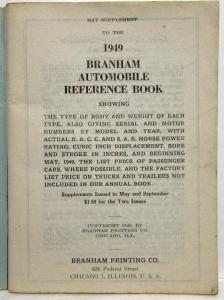 MAY SUPPLEMENT
TO THE
1949
BRANHAM
AUTOMOBILE
REFERENCE BOOK
SHOWING
THE TYPE OF BODY AND WEIGHT OF EACH
TYPE, ALSO GIVING SERIAL AND MOTOR
NUMBERS BY MODEL AND YEAR, WITH
ACTUAL N. A. C. C. AND S. A. E. HORSE POWER
RATING, CUBIC INCH DISPLACEMENT, BORE
AND STROKE IN INCHES, AND BEGINNING
MAY, 1949, THE LIST PRICE OF PASSENGER
CARS, WHERE POSSIBLE, AND THE FACTORY
LIST PRICE ON TRUCKS AND TRAILERS NOT
INCLUDED IN OUR ANNUAL BOOK.
Supplements Issued in May and September
$1.50 for the Two Issues
COPYRIGHT 1949, BY
BRANHAM PRINTING CO.
CHICAGO, ILL.
BRANHAM PRINTING CO.
626 Federal Street
CHICAGO 5, ILLINOIS, U. S. A.